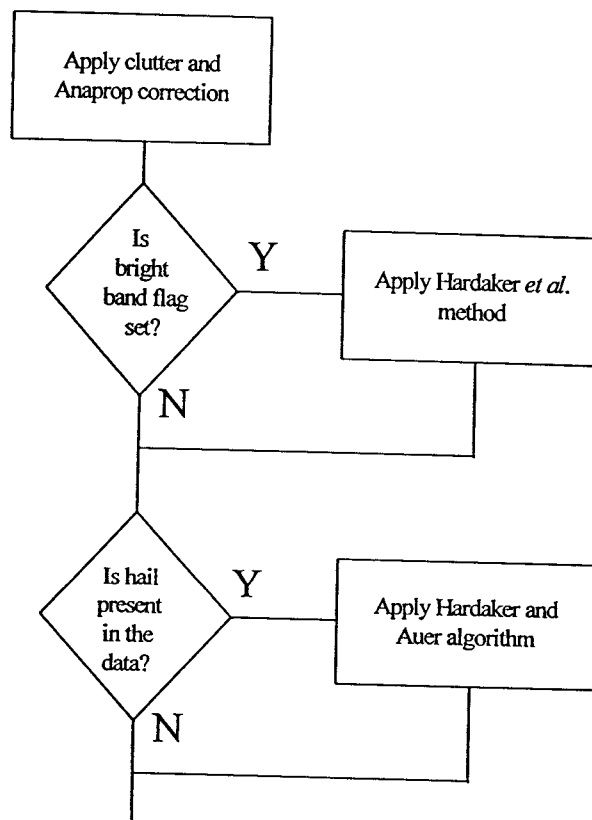 Apply clutter and
Anaprop correction
Is
bright
band flag
set?
Y
Apply Hardaker et al.
method
N
Is hail
present
in the
data?
Y
Apply Hardaker and
Auer algorithm
N